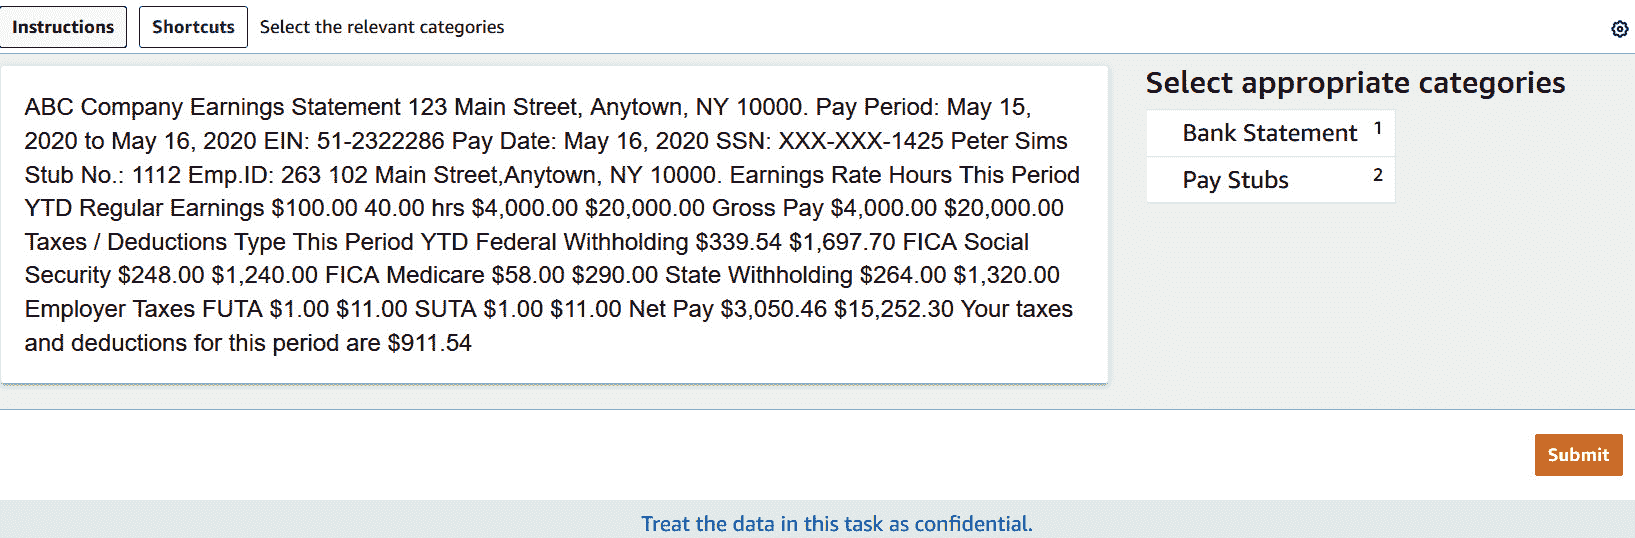 Instructions Shortcuts Select the relevant categories
ABC Company Earnings Statement 123 Main Street, Anytown, NY 10000. Pay Period: May 15,
2020 to May 16, 2020 EIN: 51-2322286 Pay Date: May 16, 2020 SSN: XXX-XXX-1425 Peter Sims
Stub No.: 1112 Emp.ID: 263 102 Main Street,Anytown, NY 10000. Earnings Rate Hours This Period
YTD Regular Earnings $100.00 40.00 hrs $4,000.00 $20,000.00 Gross Pay $4,000.00 $20,000.00
Taxes / Deductions Type This Period YTD Federal Withholding $339.54 $1,697.70 FICA Social
Security $248.00 $1,240.00 FICA Medicare $58.00 $290.00 State Withholding $264.00 $1,320.00
Employer Taxes FUTA $1.00 $11.00 SUTA $1.00 $11.00 Net Pay $3,050.46 $15,252.30 Your taxes
and deductions for this period are $911.54
Select appropriate categories
Bank Statement 1
Pay Stubs 2
Submit
Treat the data in this task as confidential.